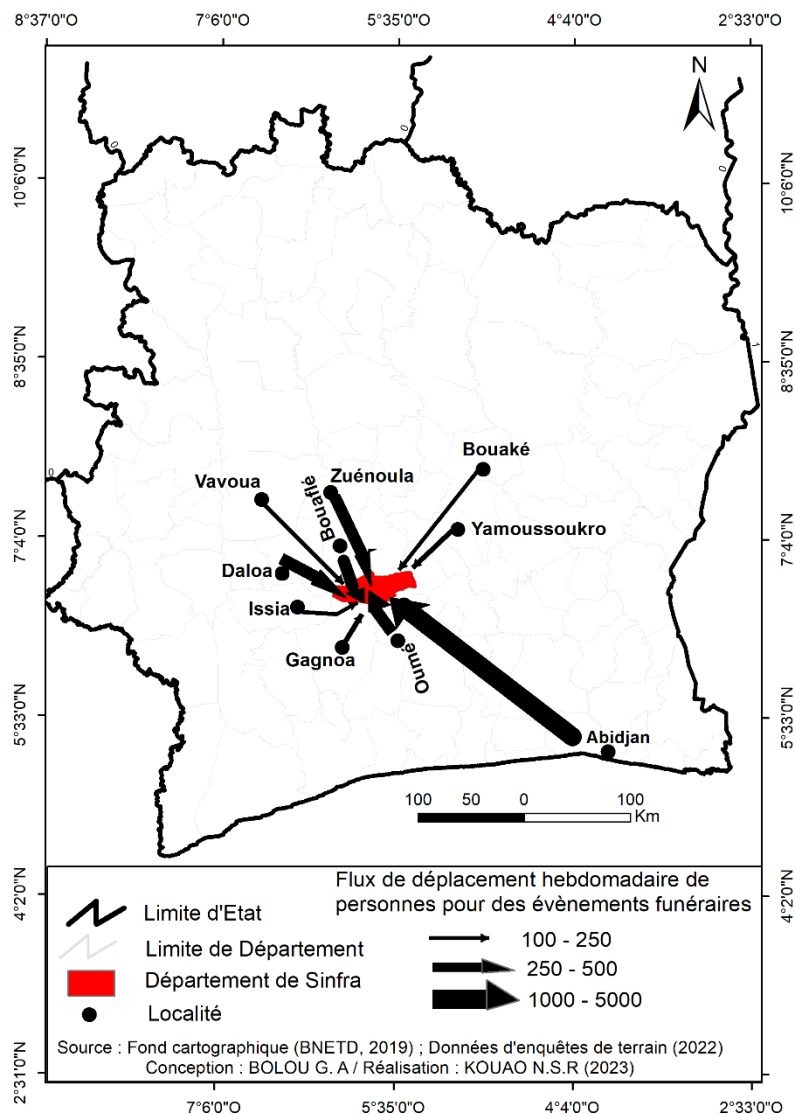 8°37'0"O 7°6'0"O 5°35'0"O 4°4'0"O 2°33'0"O
N
0
0
0
10°6'0"N 10°6'0"N
8°35'0"N 8°35'0"N
1
0
Bouaké
Zuénoula
Vavoua
Bouaflé
Yamoussoukro
7°4'0"N 7°4'0"N
Daloa
Issia
Gagnoa
Oumé
5°33'0"N 5°33'0"N
Abidjan
100 50 0 100
Km
Flux de déplacement hebdomadaire de
personnes pour des évènements funéraires
4°2'0"N 4°2'0"N
Limite d'Etat
100 - 250
Limite de Département
250 - 500
Département de Sinfra
1000 - 5000
Localité
Source : Fond cartographique (BNETD, 2019) ; Données d'enquêtes de terrain (2022)
Conception : BOLOU G. A / Réalisation : KOUAO N.S.R (2023)
2°31'0"N 2°31'0"N
7°6'0"O 5°35'0"O 4°4'0"O 2°33'0"O